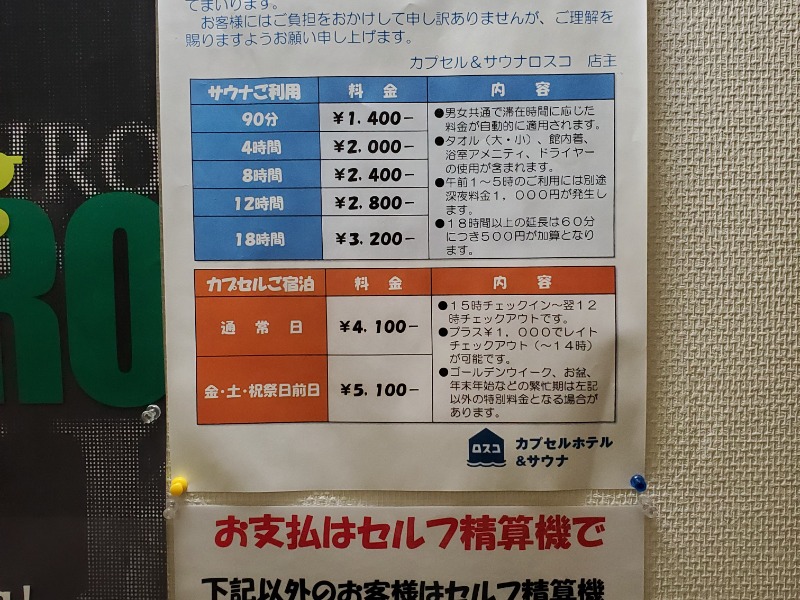 てまいります。
お客様にはご負担をおかけして申し訳ありませんが、ご理解を
賜りますようお願い申し上げます。
カプセル＆サウナロスコ　店主
サウナご利用　料　金　内　容
90分　￥1,400－
4時間　￥2,000－
8時間　￥2,400－
12時間　￥2,800－
18時間　￥3,200－
●男女共通で滞在時間に応じた
料金が自動的に適用されます。
●タオル（大・小）、館内着、
浴室アメニティ、ドライヤー
の使用が含まれます。
●午前１～５時のご利用には別途
深夜料金１，０００円が発生し
ます。
●１８時間以上の延長は６０分
につき５００円が加算となり
ます。
カプセルご宿泊　料　金　内　容
通　常　日　￥4,100－
金・土・祝祭日前日　￥5,100－
●１５時チェックイン～翌１２
時チェックアウトです。
●プラス￥１，０００でレイト
チェックアウト（～１４時）
が可能です。
●ゴールデンウイーク、お盆、
年末年始などの繁忙期は左記
以外の特別料金となる場合が
あります。
ロスコ
カプセルホテル
＆サウナ
お支払はセルフ精算機で
下記以外のお客様はセルフ精算機
IRO
RO